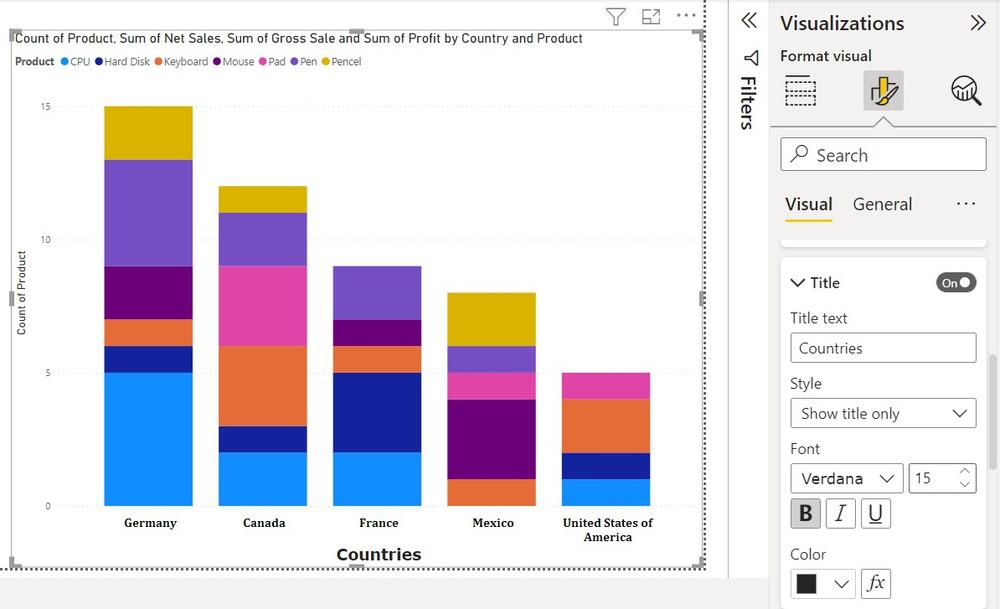 Count of Product, Sum of Net Sales, Sum of Gross Sale and Sum of Profit by Country and Product
Product CPU Hard Disk Keyboard Mouse Pad Pen Pencel
15
10
5
0
Count of Product
Germany Canada France Mexico United States of
America
Countries
Filters
Visualizations
Format visual
Search
Visual General
Title On
Title text
Countries
Style
Show title only
Font
Verdana 15
B I U
Color
fx